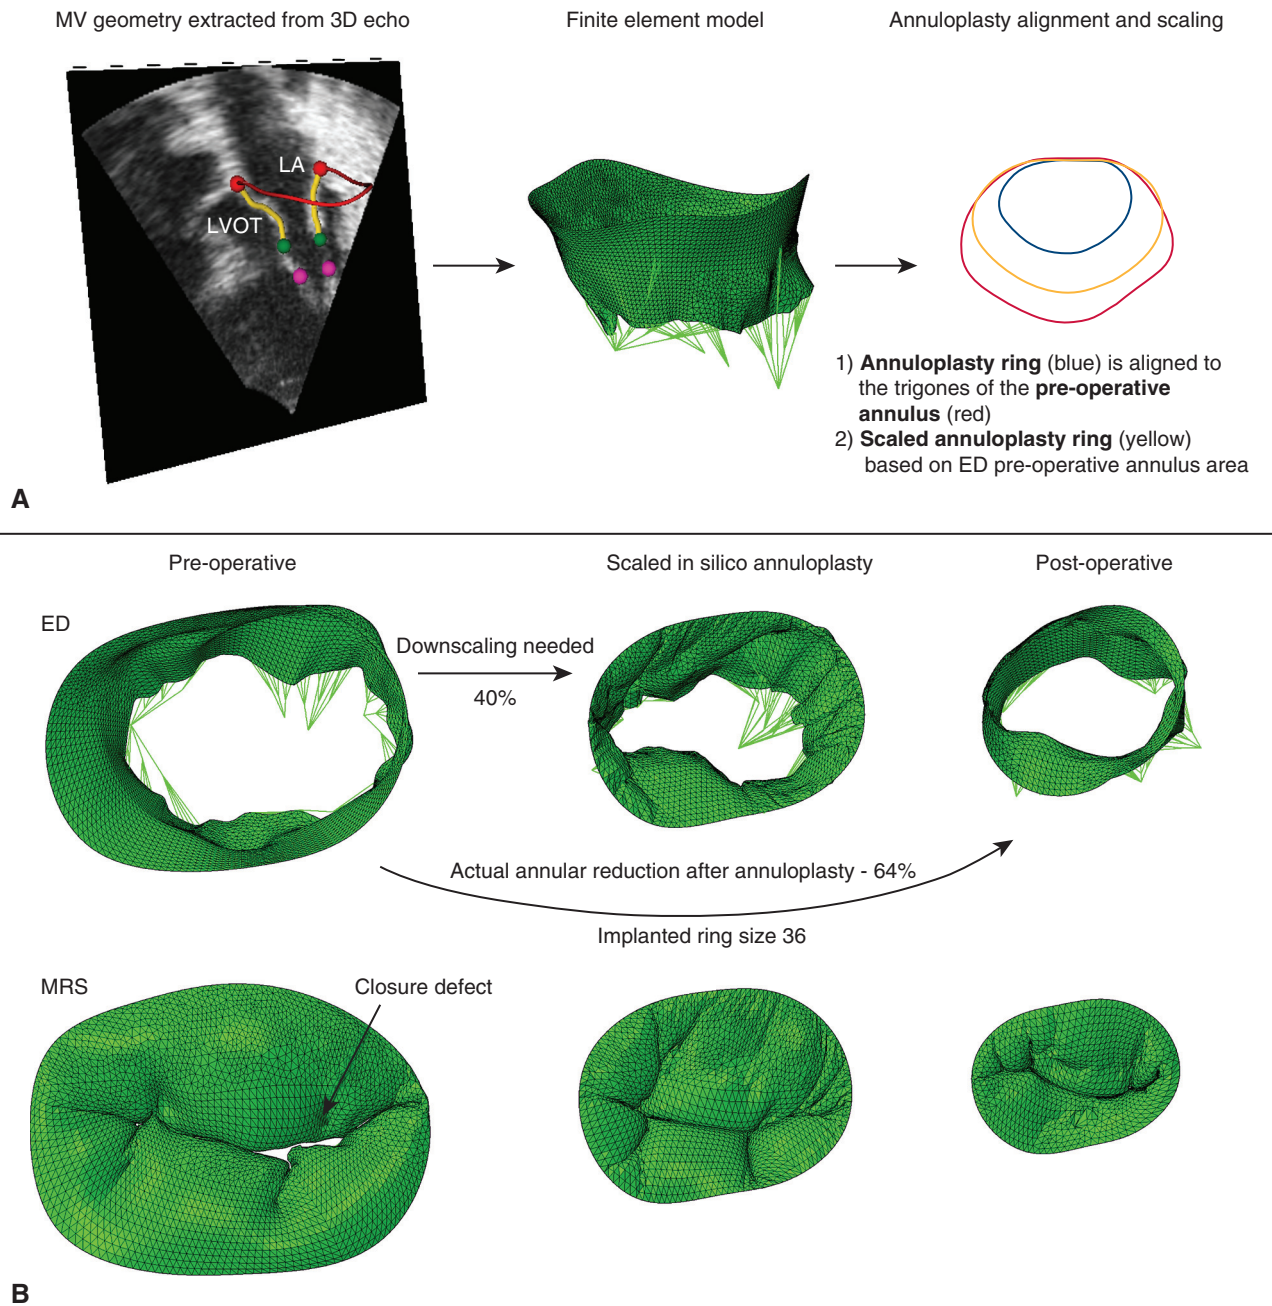 MV geometry extracted from 3D echo
Finite element model
Annuloplasty alignment and scaling
LA
LVOT
1) Annuloplasty ring (blue) is aligned to
the trigones of the pre-operative
annulus (red)
2) Scaled annuloplasty ring (yellow)
based on ED pre-operative annulus area
A
Pre-operative
Scaled in silico annuloplasty
Post-operative
ED
Downscaling needed
40%
Actual annular reduction after annuloplasty - 64%
Implanted ring size 36
MRS
Closure defect
B